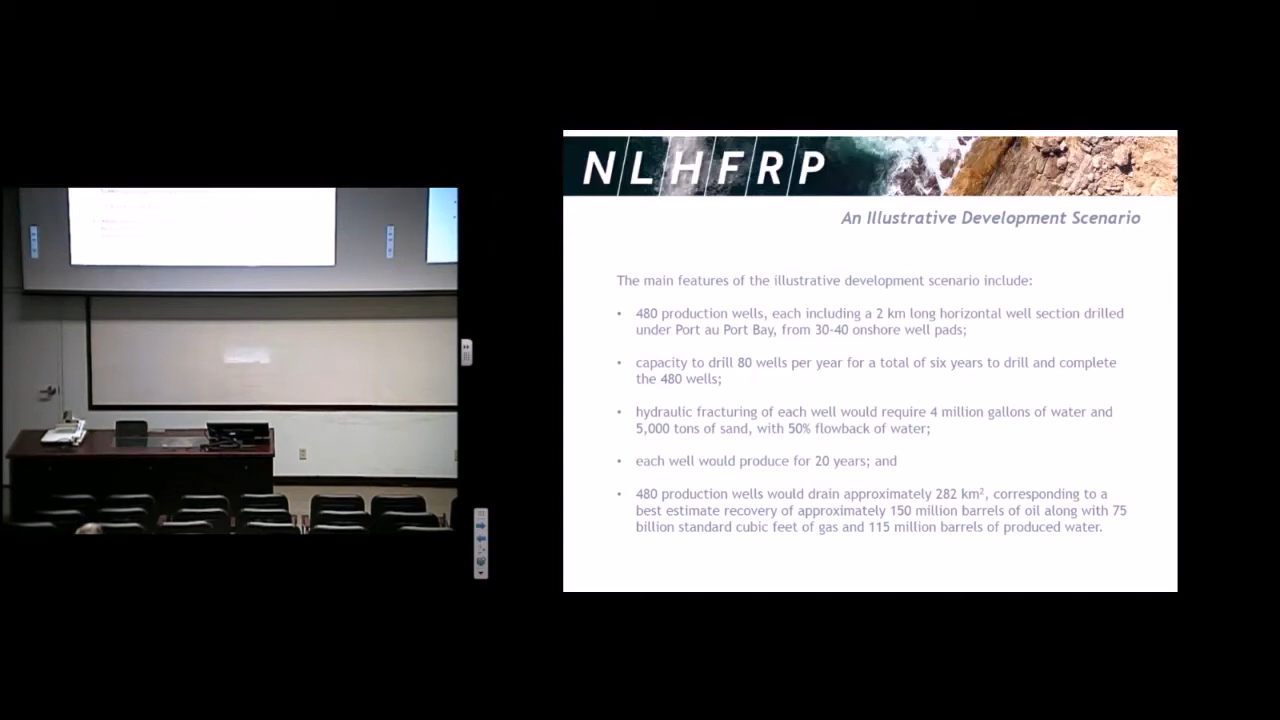 NLHFRP
An Illustrative Development Scenario
The main features of the illustrative development scenario include:
• 480 production wells, each including a 2 km long horizontal well section drilled
under Port au Port Bay, from 30-40 onshore well pads;
• capacity to drill 80 wells per year for a total of six years to drill and complete
the 480 wells;
• hydraulic fracturing of each well would require 4 million gallons of water and
5,000 tons of sand, with 50% flowback of water;
• each well would produce for 20 years; and
• 480 production wells would drain approximately 282 km², corresponding to a
best estimate recovery of approximately 150 million barrels of oil along with 75
billion standard cubic feet of gas and 115 million barrels of produced water.